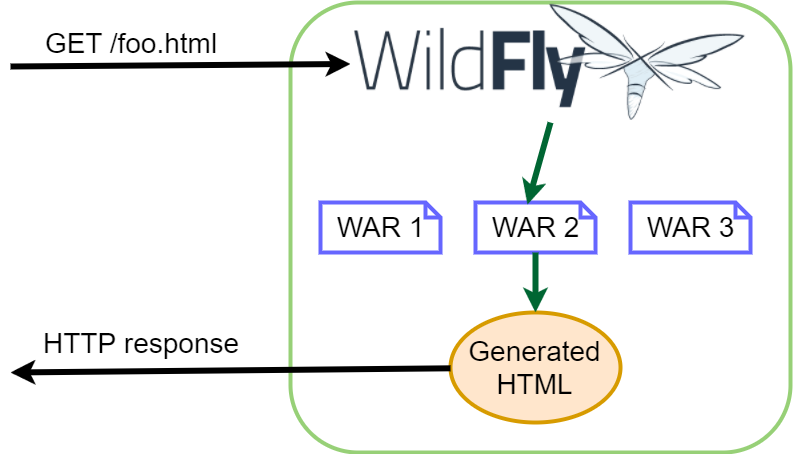 GET /foo.html
WildFly
WAR 1
WAR 2
WAR 3
HTTP response
Generated
HTML